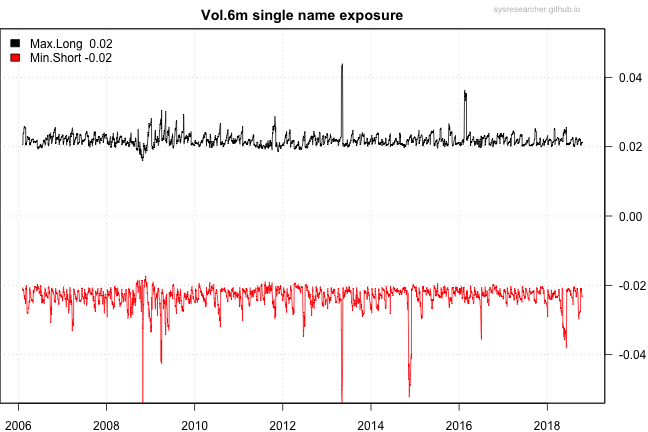 Vol.6m single name exposure
sysresearcher.github.io
Max.Long 0.02
Min.Short -0.02
0.04
0.02
0.00
-0.02
-0.04
2006 2008 2010 2012 2014 2016 2018